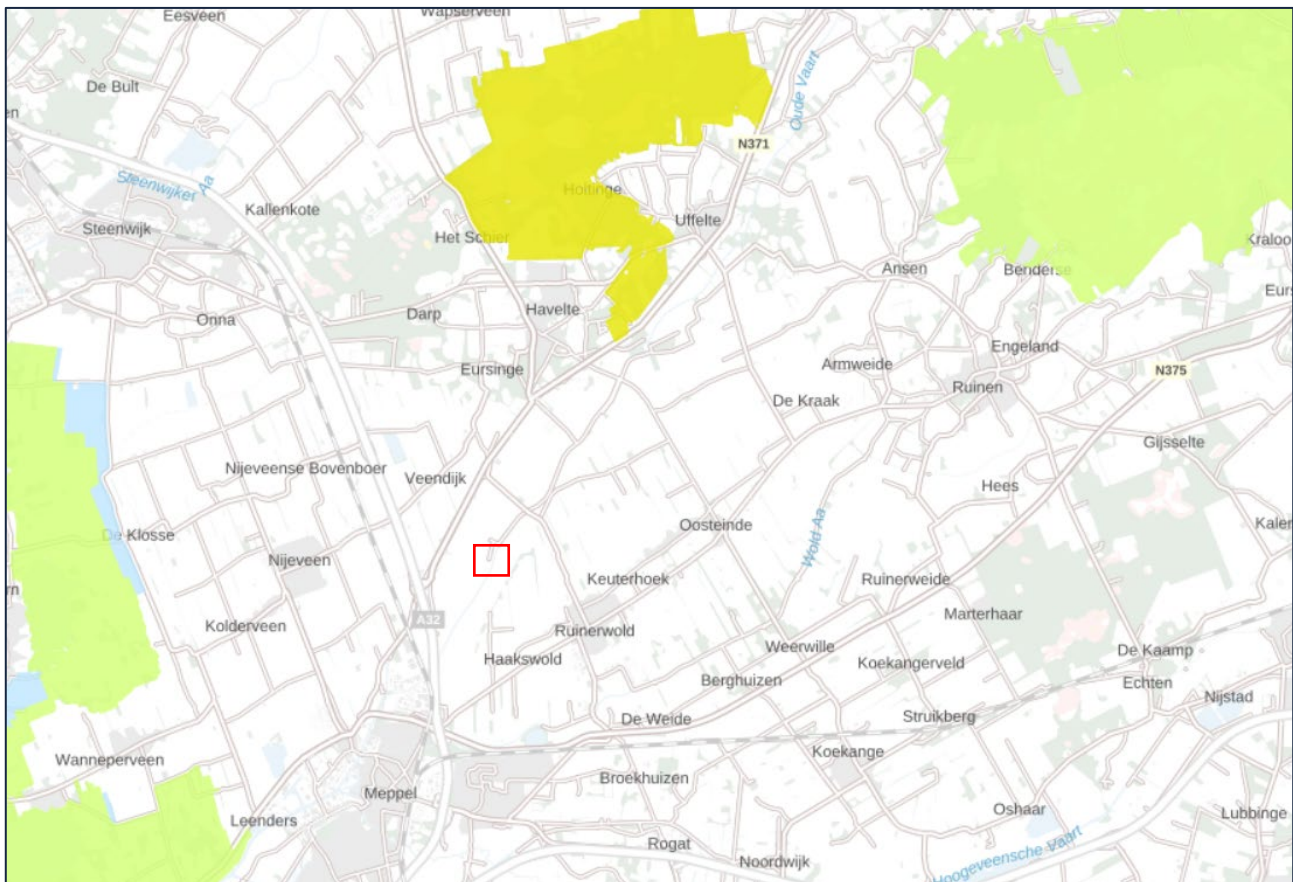 Eesveen
Wapserveen
De Bult
Oude Vaart
N371
Steenwijker Aa
Kallenkote
Holtinge
Steenwijk
Het Schier
Uffelte
Kraloo
Ansen
Benderse
Eurs
Havelte
Onna
Darp
Engeland
Eursinge
Armweide
N375
Ruinen
De Kraak
Gijsselte
Nijeveense Bovenboer
Veendijk
Hees
De Klosse
Oosteinde
Wold Aa
Kaler
Nijeveen
Keuterhoek
Ruinerweide
Marterhaar
A32
Kolderveen
Ruinerwold
Haakswold
Weerwille
De Kaamp
Koekangerveld
Berghuizen
Echten
Nijstad
De Weide
Struikberg
Wanneperveen
Koekange
Broekhuizen
Meppel
Oshaar
Lubbinge
Leenders
Rogat
Noordwijk
Hoogeveensche Vaart